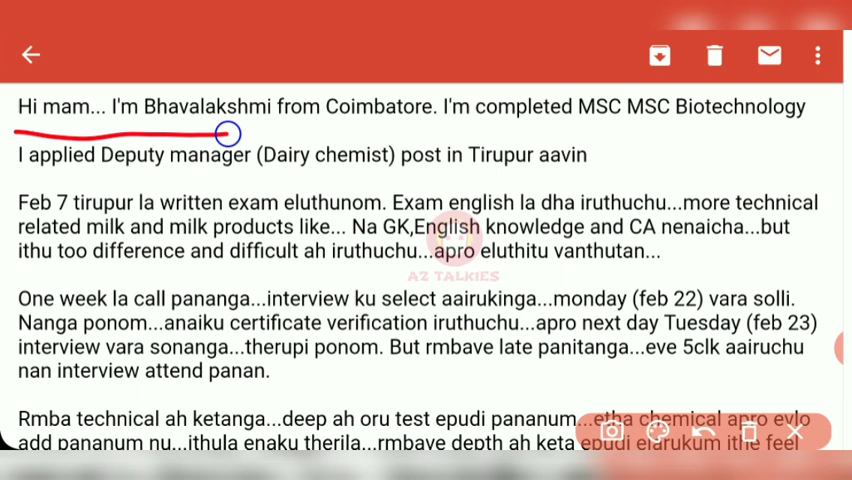 Hi mam... I'm Bhavalakshmi from Coimbatore. I'm completed MSC MSC Biotechnology
I applied Deputy manager (Dairy chemist) post in Tirupur aavin
Feb 7 tirupur la written exam eluthunom. Exam english la dha iruthuchu...more technical
related milk and milk products like... Na GK,English knowledge and CA nenaicha...but
ithu too difference and difficult ah iruthuchu...apro eluthitu vanthutan...
AZ TALKIES
One week la call pananga...interview ku select aairukinga...monday (feb 22) vara solli.
Nanga ponom...anaiku certificate verification iruthuchu...apro next day Tuesday (feb 23)
interview vara sonanga...therupi ponom. But rmbave late panitanga...eve 5clk aairuchu
nan interview attend panan.
Rmba technical ah ketanga...deep ah oru test epudi pananum...etha chemical apro evlo
add pananum nu...ithula enaku therila...rmbave depth ah keta epudi elarukum ithe feel